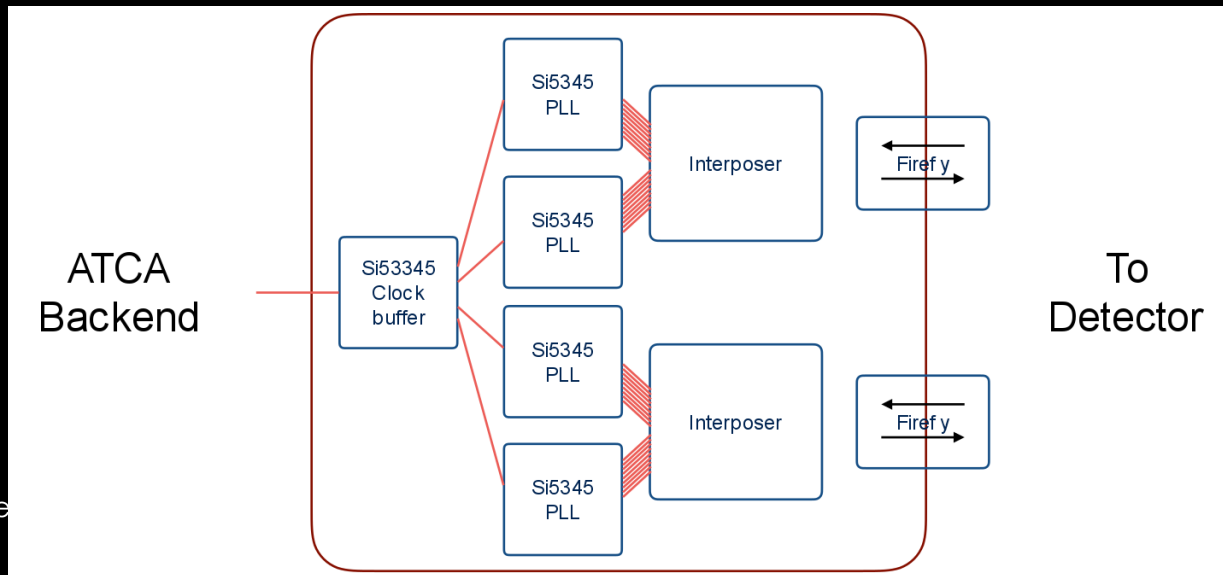 ATCA
Backend
Si53345
Clock
buffer
Si5345
PLL
Si5345
PLL
Si5345
PLL
Si5345
PLL
Interposer
Interposer
Firef y
Firef y
To
Detector
e